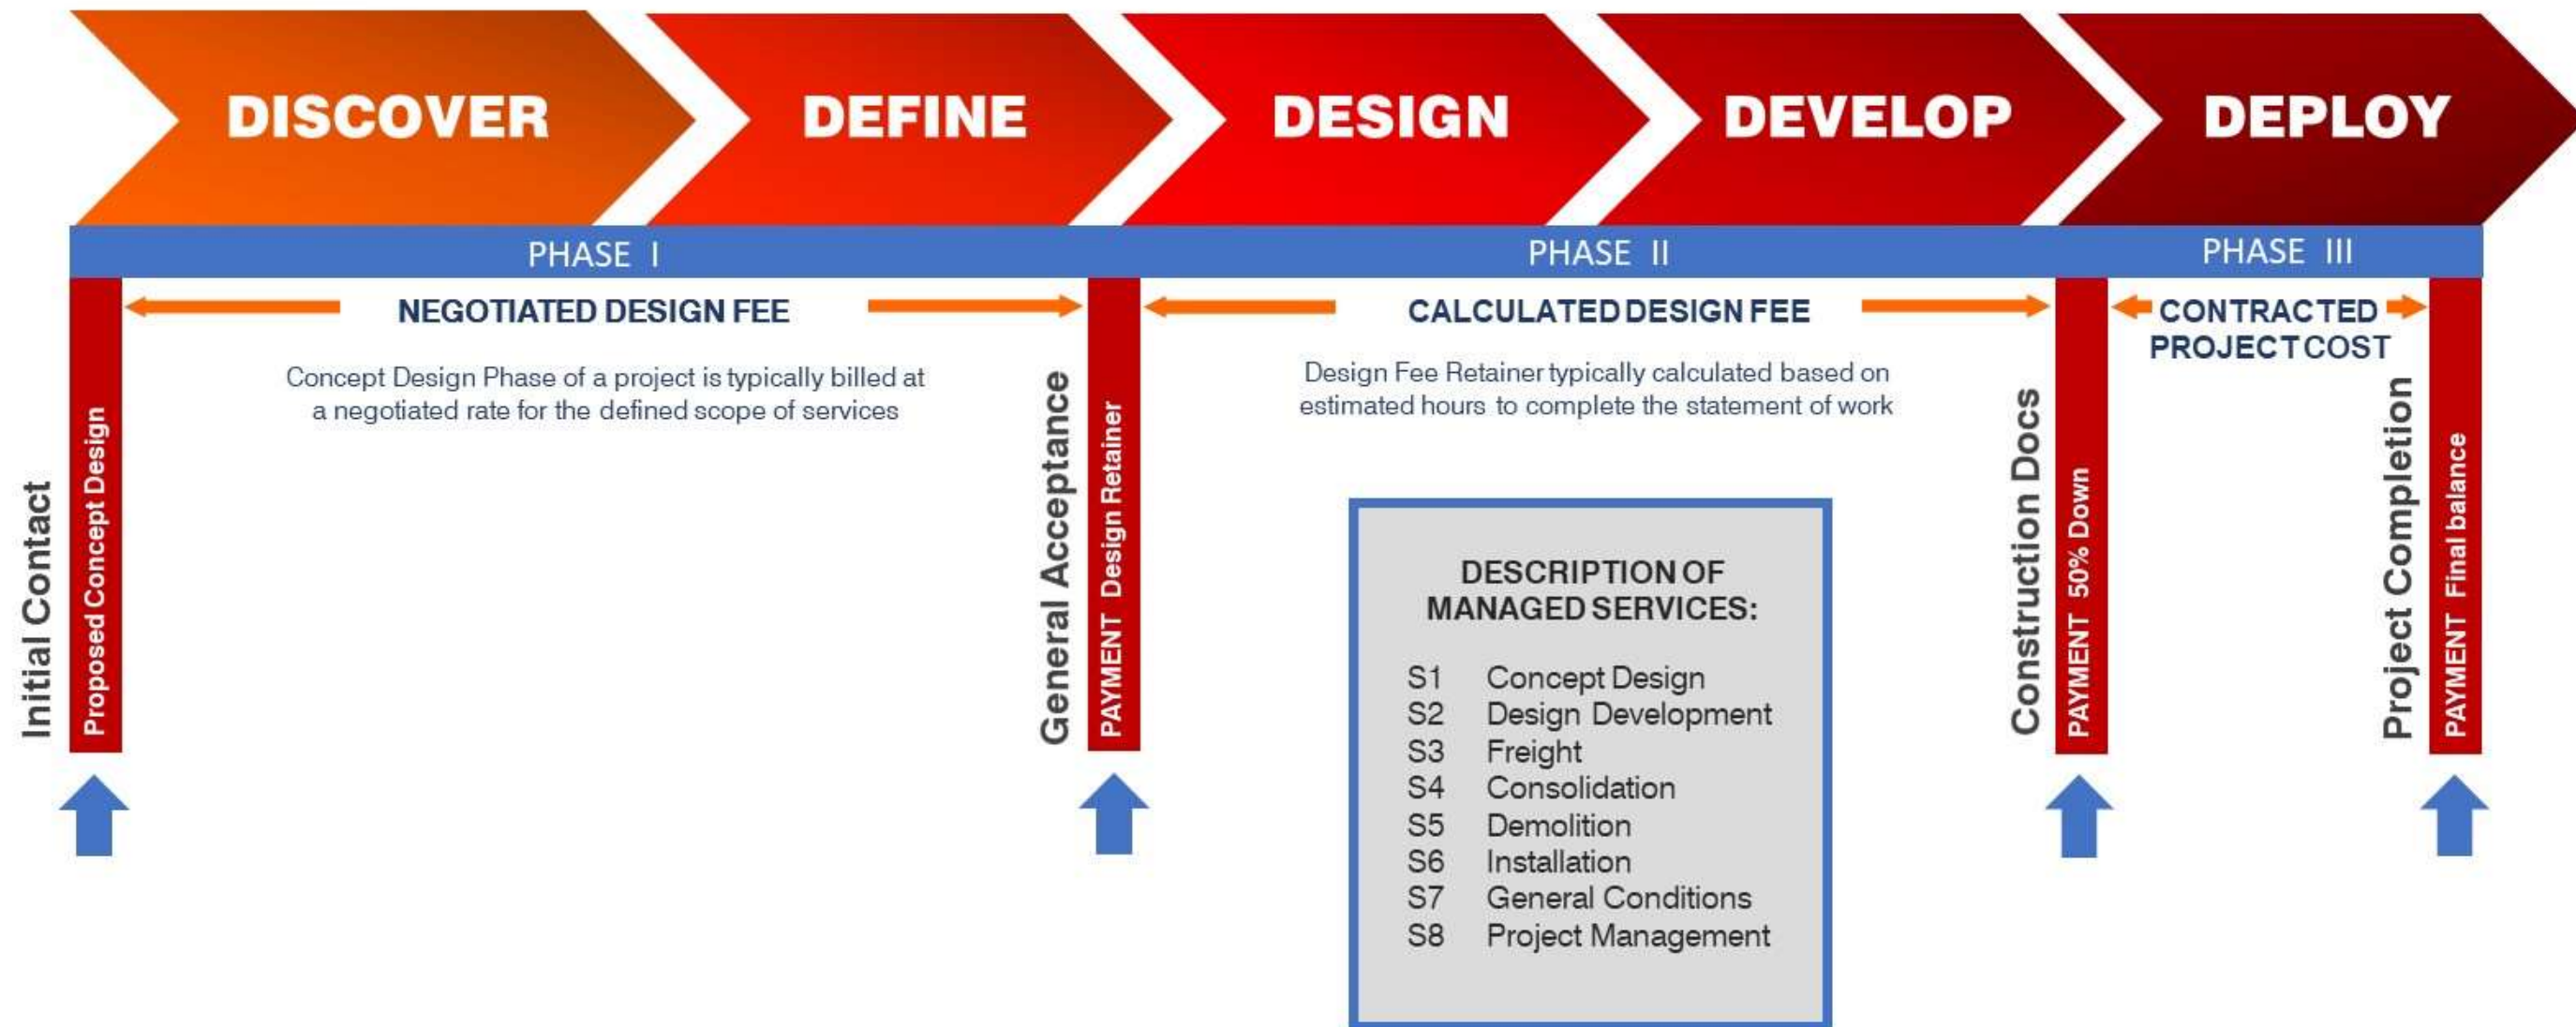 DISCOVER
DEFINE
DESIGN
DEVELOP
DEPLOY
PHASE I
PHASE II
PHASE III
NEGOTIATED DESIGN FEE
Concept Design Phase of a project is typically billed at
a negotiated rate for the defined scope of services
CALCULATED DESIGN FEE
Design Fee Retainer typically calculated based on
estimated hours to complete the statement of work
CONTRACTED
PROJECT COST
Initial Contact
Proposed Concept Design
General Acceptance
PAYMENT Design Retainer
Construction Docs
PAYMENT 50% Down
Project Completion
PAYMENT Final balance
DESCRIPTION OF
MANAGED SERVICES:
S1 Concept Design
S2 Design Development
S3 Freight
S4 Consolidation
S5 Demolition
S6 Installation
S7 General Conditions
S8 Project Management